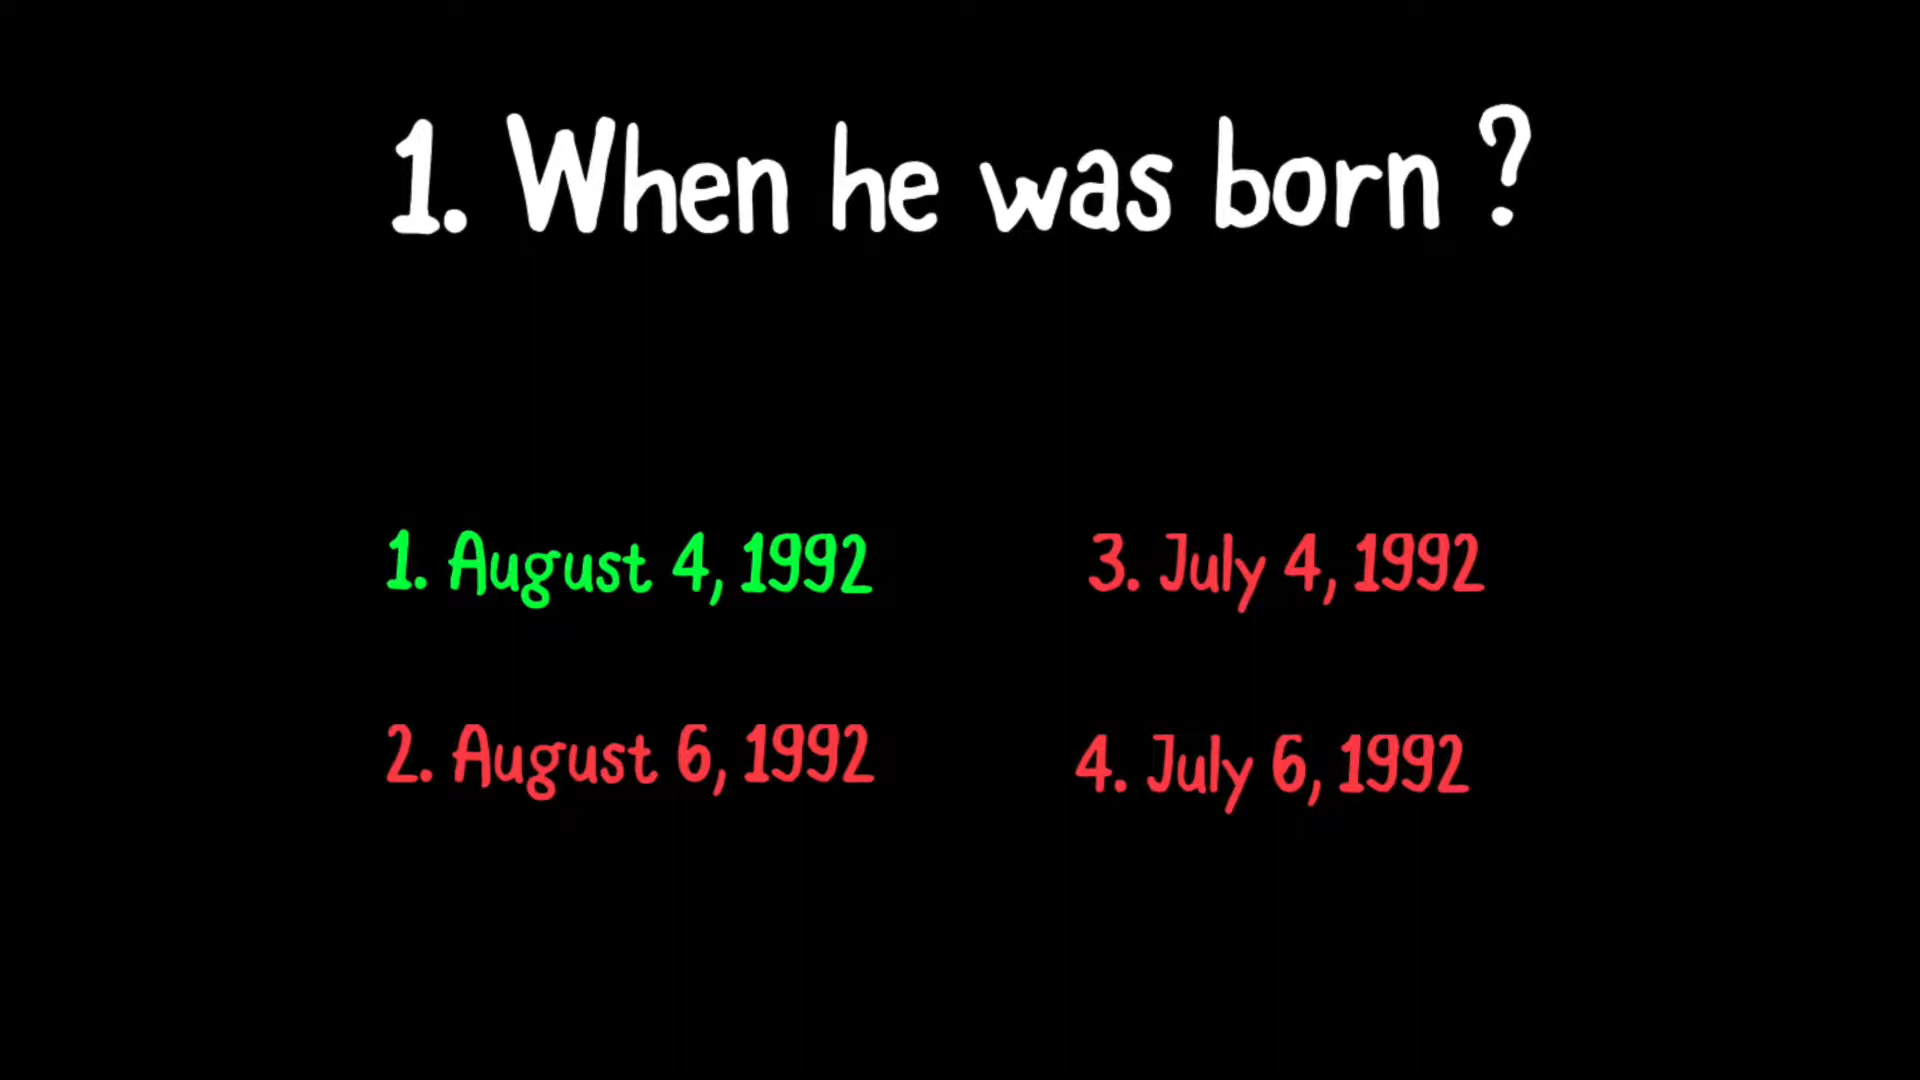 1. When he was born ?
1. August 4, 1992
2. August 6, 1992
3. July 4, 1992
4. July 6, 1992